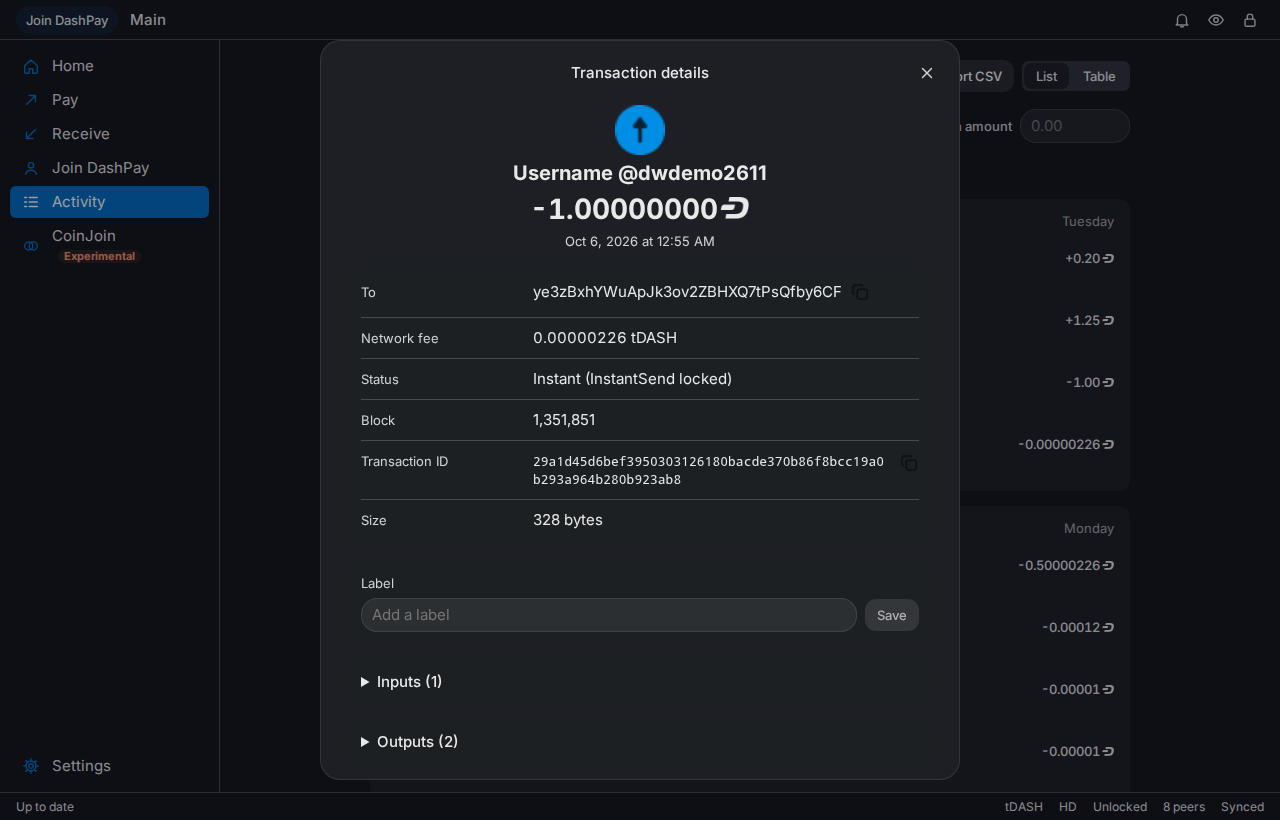 Join DashPay
Main
Home
Pay
Receive
Join DashPay
Activity
CoinJoin
Experimental
Settings
Transaction details
Username @dwdemo2611
-1.00000000
Oct 6, 2026 at 12:55 AM
To
ye3zBxhYWuApJk3ov2ZBHXQ7tPsQfby6CF
Network fee
0.00000226 tDASH
Status
Instant (InstantSend locked)
Block
1,351,851
Transaction ID
29a1d45d6bef3950303126180bacde370b86f8bcc19a0
b293a964b280b923ab8
Size
328 bytes
Label
Add a label
Save
Inputs (1)
Outputs (2)
CSV
List
Table
amount
0.00
Tuesday
+0.20
+1.25
-1.00
-0.00000226
Monday
-0.50000226
-0.00012
-0.00001
-0.00001
Up to date
tDASH
HD
Unlocked
8 peers
Synced